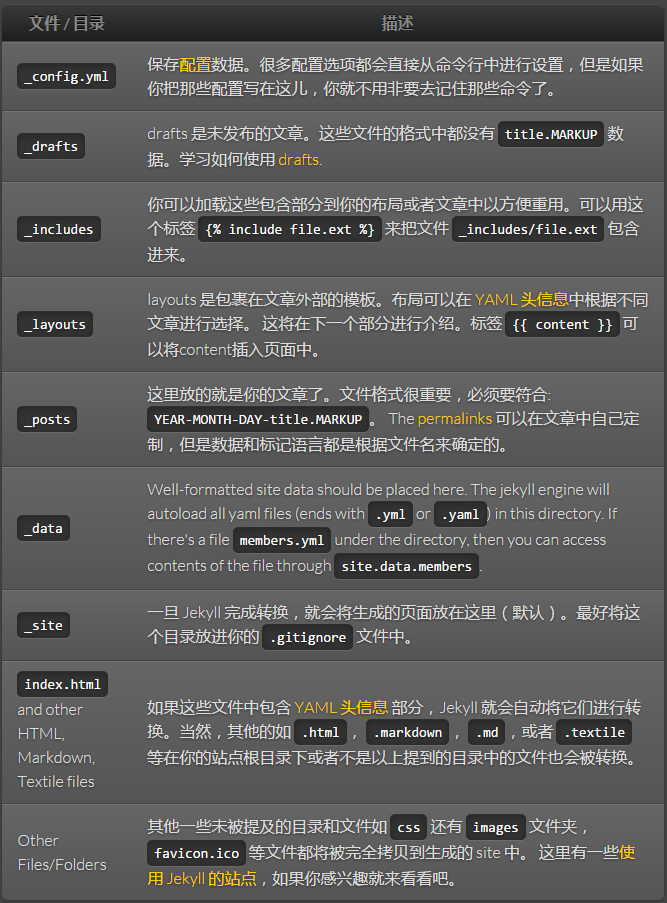 文件 / 目录 描述
_config.yml
保存配置数据。很多配置选项都会直接从命令行中进行设置，但是如果
你把那些配置写在这儿，你就不用非要去记住那些命令了。
_drafts
drafts 是未发布的文章。这些文件的格式中都没有 title.MARKUP 数
据。学习如何使用 drafts.
_includes
你可以加载这些包含部分到你的布局或者文章中以方便重用。可以用这
个标签 {% include file.ext %} 来把文件 _includes/file.ext 包含
进来。
_layouts
layouts 是包裹在文章外部的模板。布局可以在 YAML 头信息中根据不同
文章进行选择。 这将在下一个部分进行介绍。标签 {{ content }} 可
以将content插入页面中。
_posts
这里放的就是你的文章了。文件格式很重要，必须要符合:
YEAR-MONTH-DAY-title.MARKUP 。 The permalinks 可以在文章中自己定
制，但是数据和标记语言都是根据文件名来确定的。
_data
Well-formatted site data should be placed here. The jekyll engine will
autoload all yaml files (ends with .yml or .yaml ) in this directory. If
there's a file members.yml under the directory, then you can access
contents of the file through site.data.members .
_site
一旦 Jekyll 完成转换，就会将生成的页面放在这里（默认）。最好将这
个目录放进你的 .gitignore 文件中。
index.html
and other
HTML,
Markdown,
Textile files
如果这些文件中包含 YAML 头信息 部分，Jekyll 就会自动将它们进行转
换。当然，其他的如 .html ， .markdown ， .md ，或者 .textile
等在你的站点根目录下或者不是以上提到的目录中的文件也会被转换。
Other
Files/Folders
其他一些未被提及的目录和文件如 css 还有 images 文件夹，
favicon.ico 等文件都将被完全拷贝到生成的 site 中。 这里有一些使
用 Jekyll 的站点，如果你感兴趣就来看看吧。